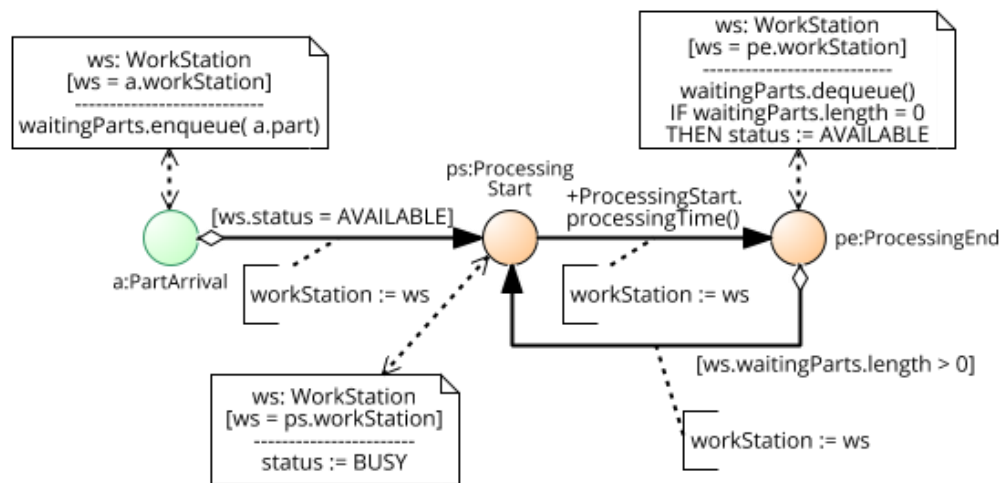 ws: WorkStation
[ws = a.workStation]
---------------------------
waitingParts.enqueue( a.part)
ws: WorkStation
[ws = pe.workStation]
---------------------------
waitingParts.dequeue()
IF waitingParts.length = 0
THEN status := AVAILABLE
ps:Processing
Start
[ws.status = AVAILABLE]
+ProcessingStart.
processingTime()
a:PartArrival
pe:ProcessingEnd
workStation := ws
workStation := ws
[ws.waitingParts.length > 0]
ws: WorkStation
[ws = ps.workStation]
-----------------------
status := BUSY
workStation := ws